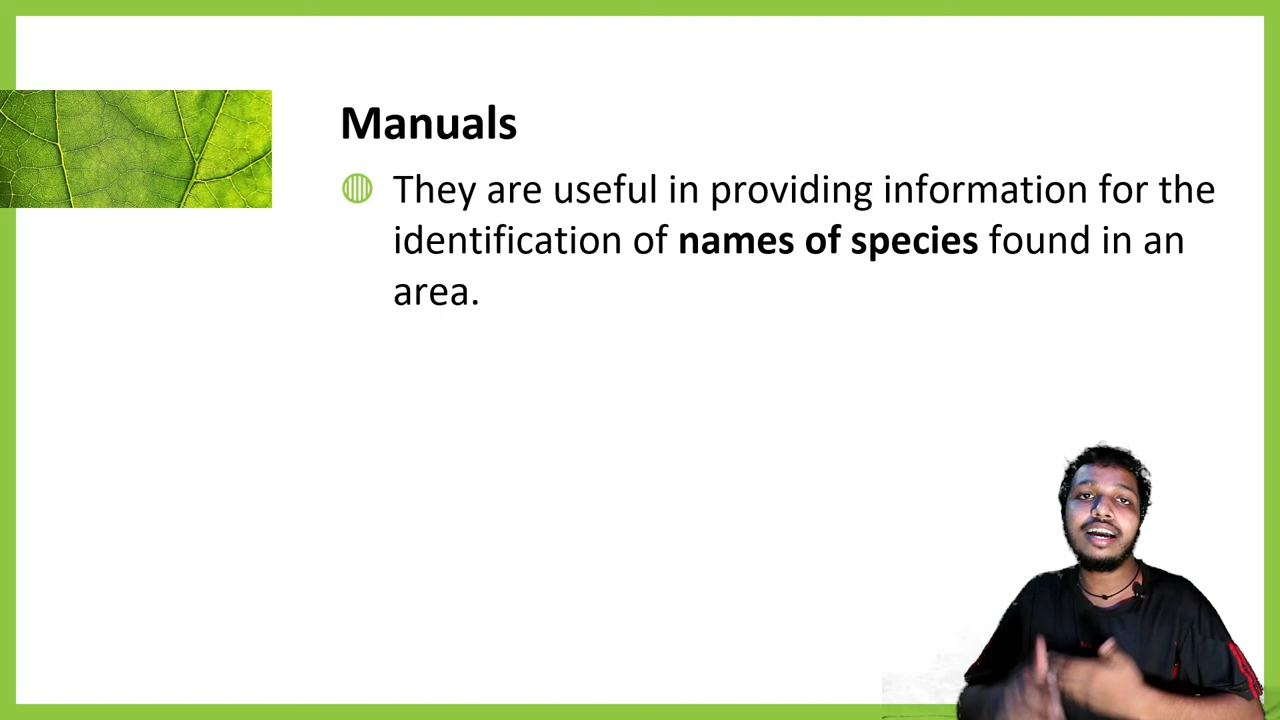 Manuals
They are useful in providing information for the
identification of names of species found in an
area.